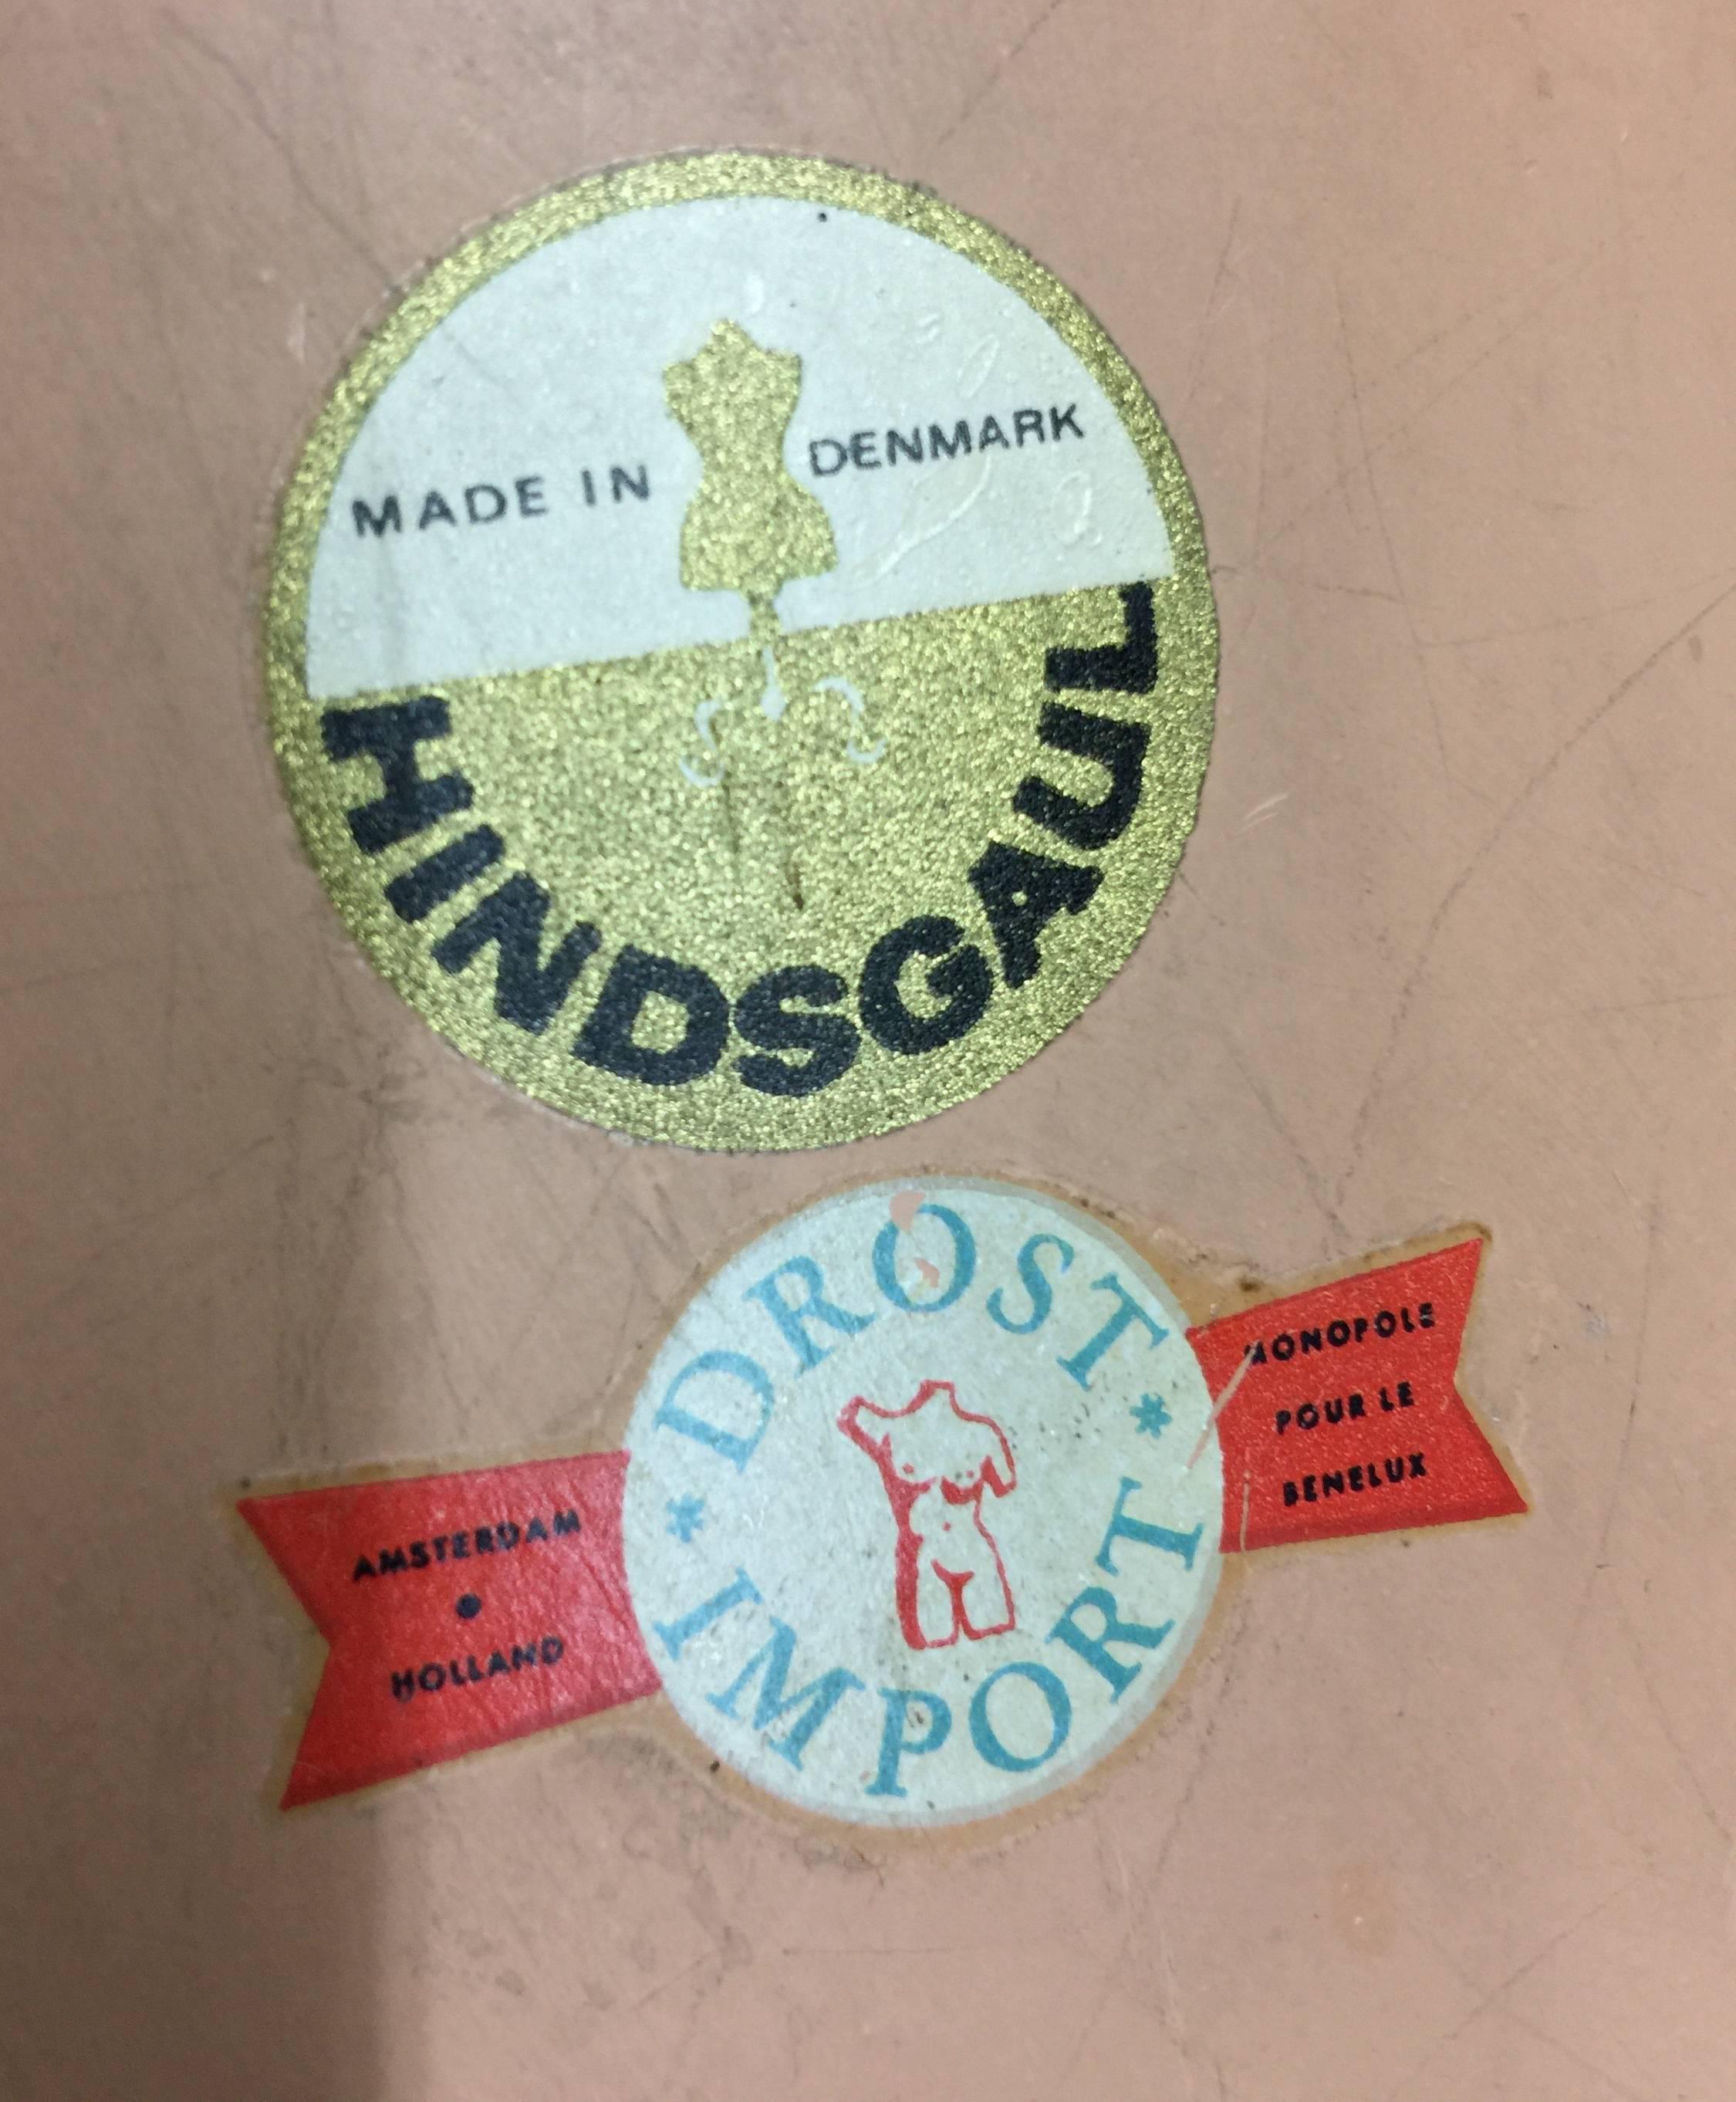 MADE IN DENMARK
HINDSGAUL
* DROST *
IMPORT
AMSTERDAM
•
HOLLAND
MONOPOLE
POUR LE
BENELUX